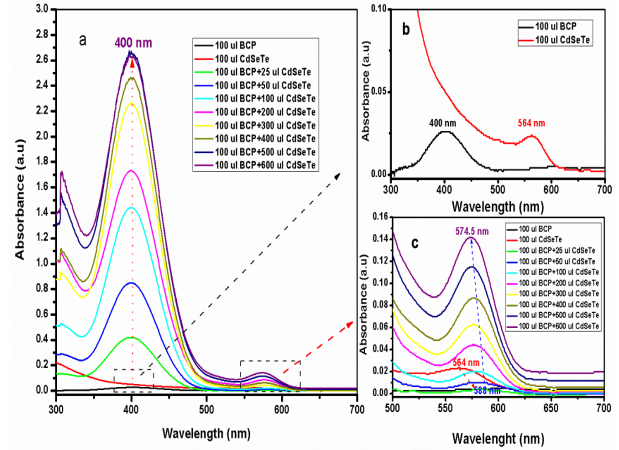 a
400 nm
100 ul BCP
100 ul CdSeTe
100 ul BCP+25 ul CdSeTe
100 ul BCP+50 ul CdSeTe
100 ul BCP+100 ul CdSeTe
100 ul BCP+200 ul CdSeTe
100 ul BCP+300 ul CdSeTe
100 ul BCP+400 ul CdSeTe
100 ul BCP+500 ul CdSeTe
100 ul BCP+600 ul CdSeTe
3.0
2.8
2.6
2.4
2.2
2.0
1.8
1.6
1.4
1.2
1.0
0.8
0.6
0.4
0.2
0.0
Absorbance (a.u)
300 400 500 600 700
Wavelength (nm)
b
100 ul BCP
100 ul CdSeTe
400 nm
564 nm
0.08
0.06
0.04
0.02
0.00
Absorbance (a.u)
300 400 500 600 700
Wavelength (nm)
c
574.5 nm
100 ul BCP
100 ul CdSeTe
100 ul BCP+25 ul CdSeTe
100 ul BCP+50 ul CdSeTe
100 ul BCP+100 ul CdSeTe
100 ul BCP+200 ul CdSeTe
100 ul BCP+300 ul CdSeTe
100 ul BCP+400 ul CdSeTe
100 ul BCP+500 ul CdSeTe
100 ul BCP+600 ul CdSeTe
564 nm
588 nm
0.16
0.14
0.12
0.10
0.08
0.06
0.04
0.02
0.00
Absorbance (a.u)
500 550 600 650 700
Wavelenght (nm)